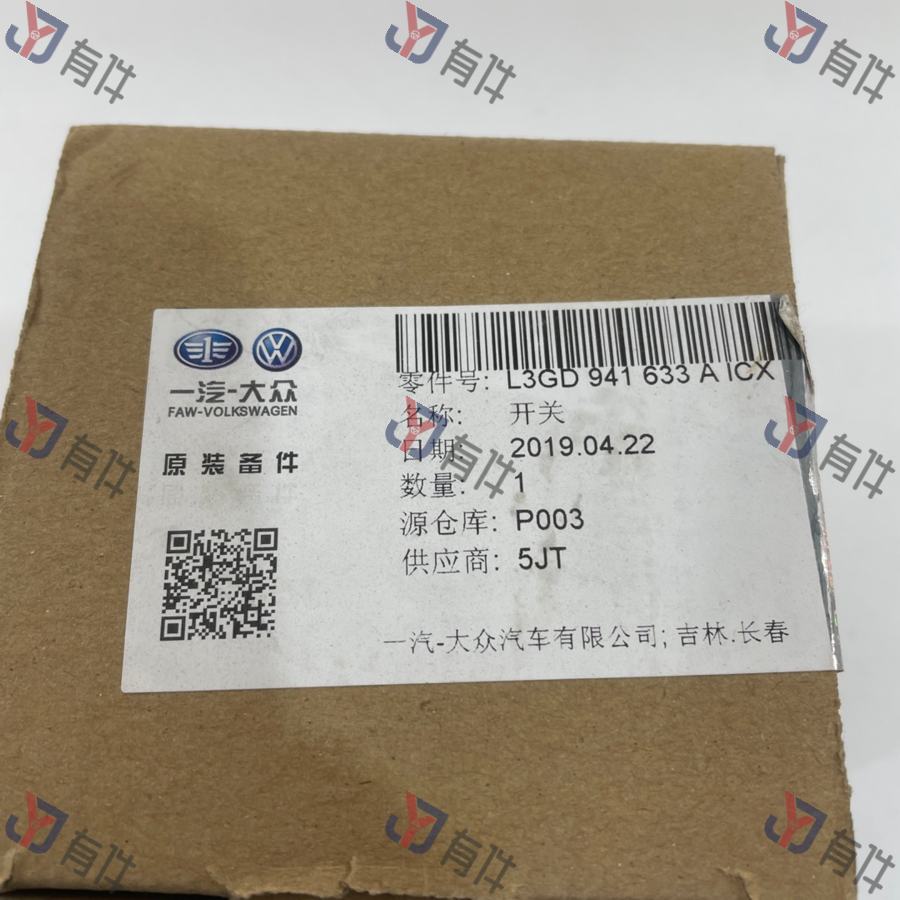 有件 有件 有件
一汽-大众
FAW-VOLKSWAGEN
原装备件
零件号: L3GD 941 633 A ICX
名称: 开关
日期: 2019.04.22
数量: 1
源仓库: P003
供应商: 5JT
一汽-大众汽车有限公司; 吉林.长春
有件 有件 有件
有件 有件 有件